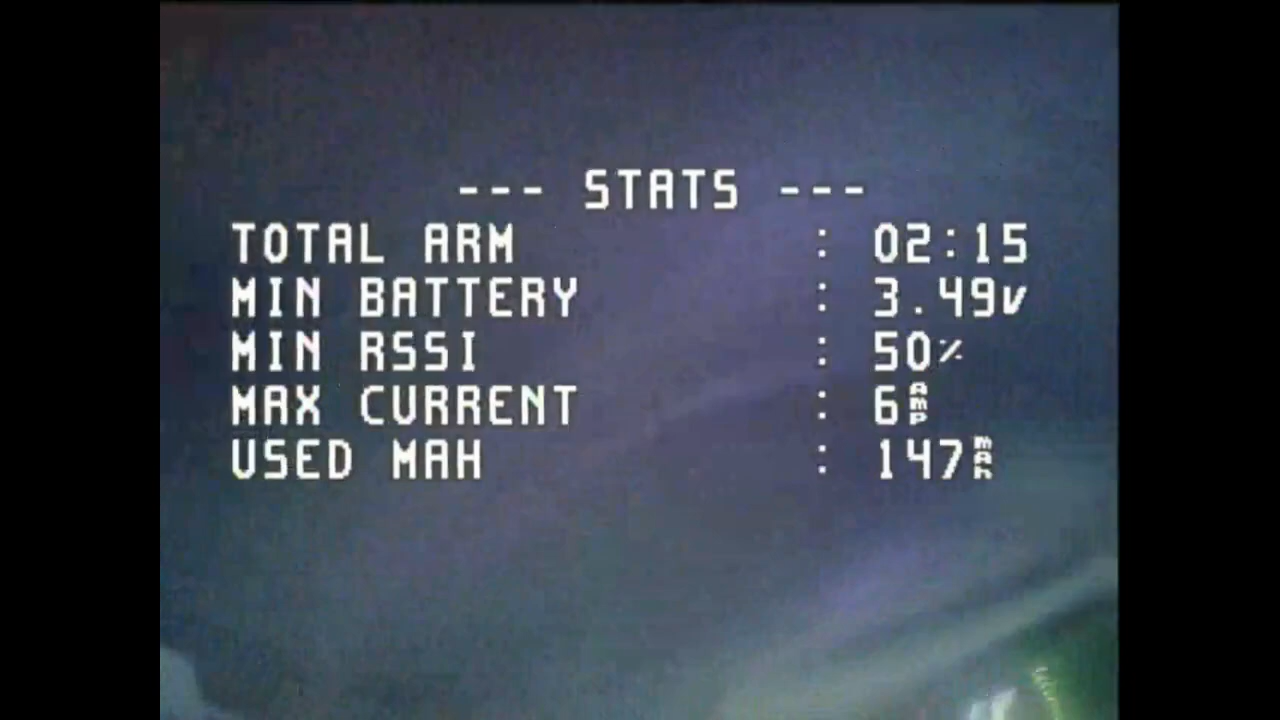 --- STATS ---
TOTAL ARM : 02:15
MIN BATTERY : 3.49V
MIN RSSI : 50%
MAX CURRENT : 6AMP
USED MAH : 147MAH